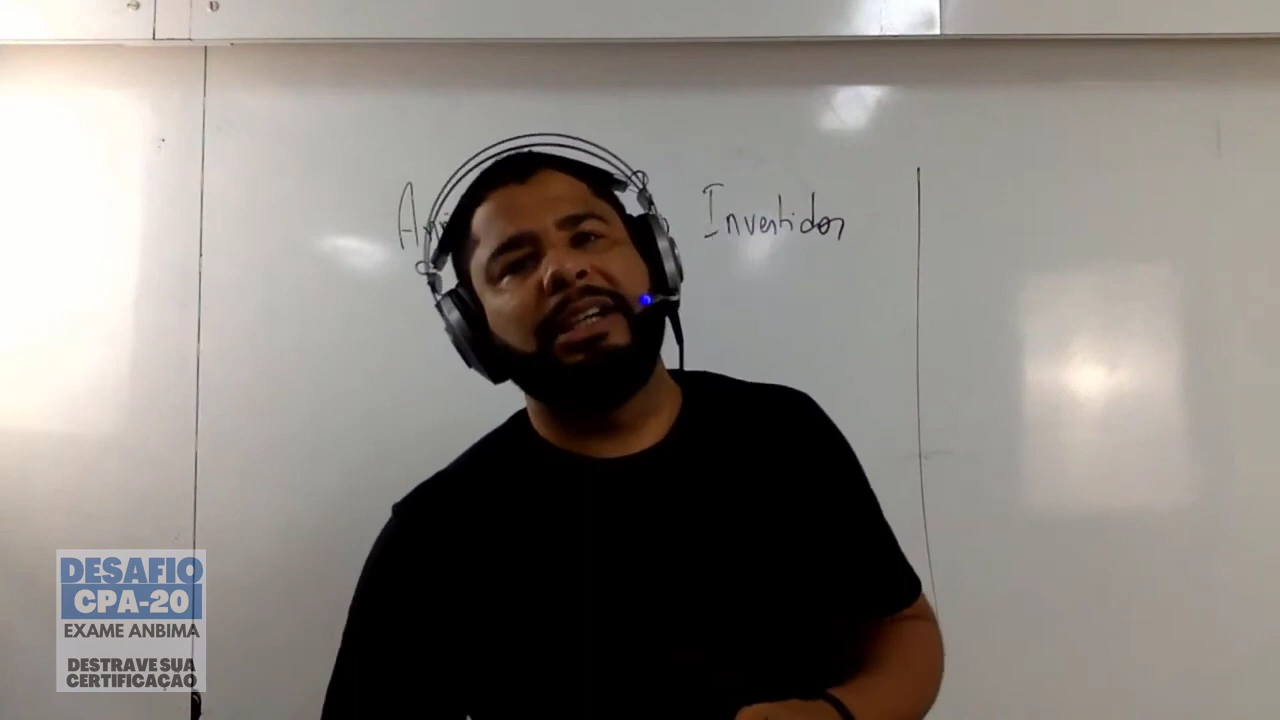 Investidor
DESAFIO
CPA-20
EXAME ANBIMA
DESTRAVE SUA
CERTIFICAÇÃO